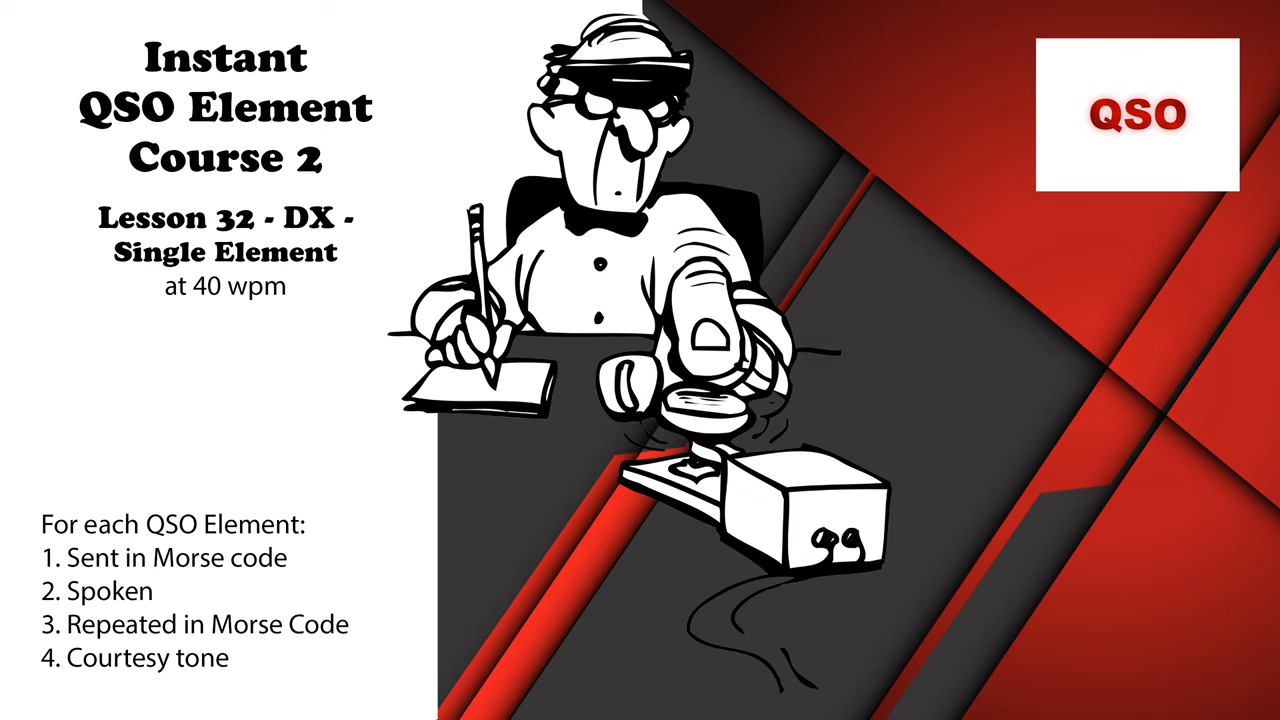 Instant
QSO Element
Course 2
Lesson 32 - DX -
Single Element
at 40 wpm
QSO
For each QSO Element:
1. Sent in Morse code
2. Spoken
3. Repeated in Morse Code
4. Courtesy tone